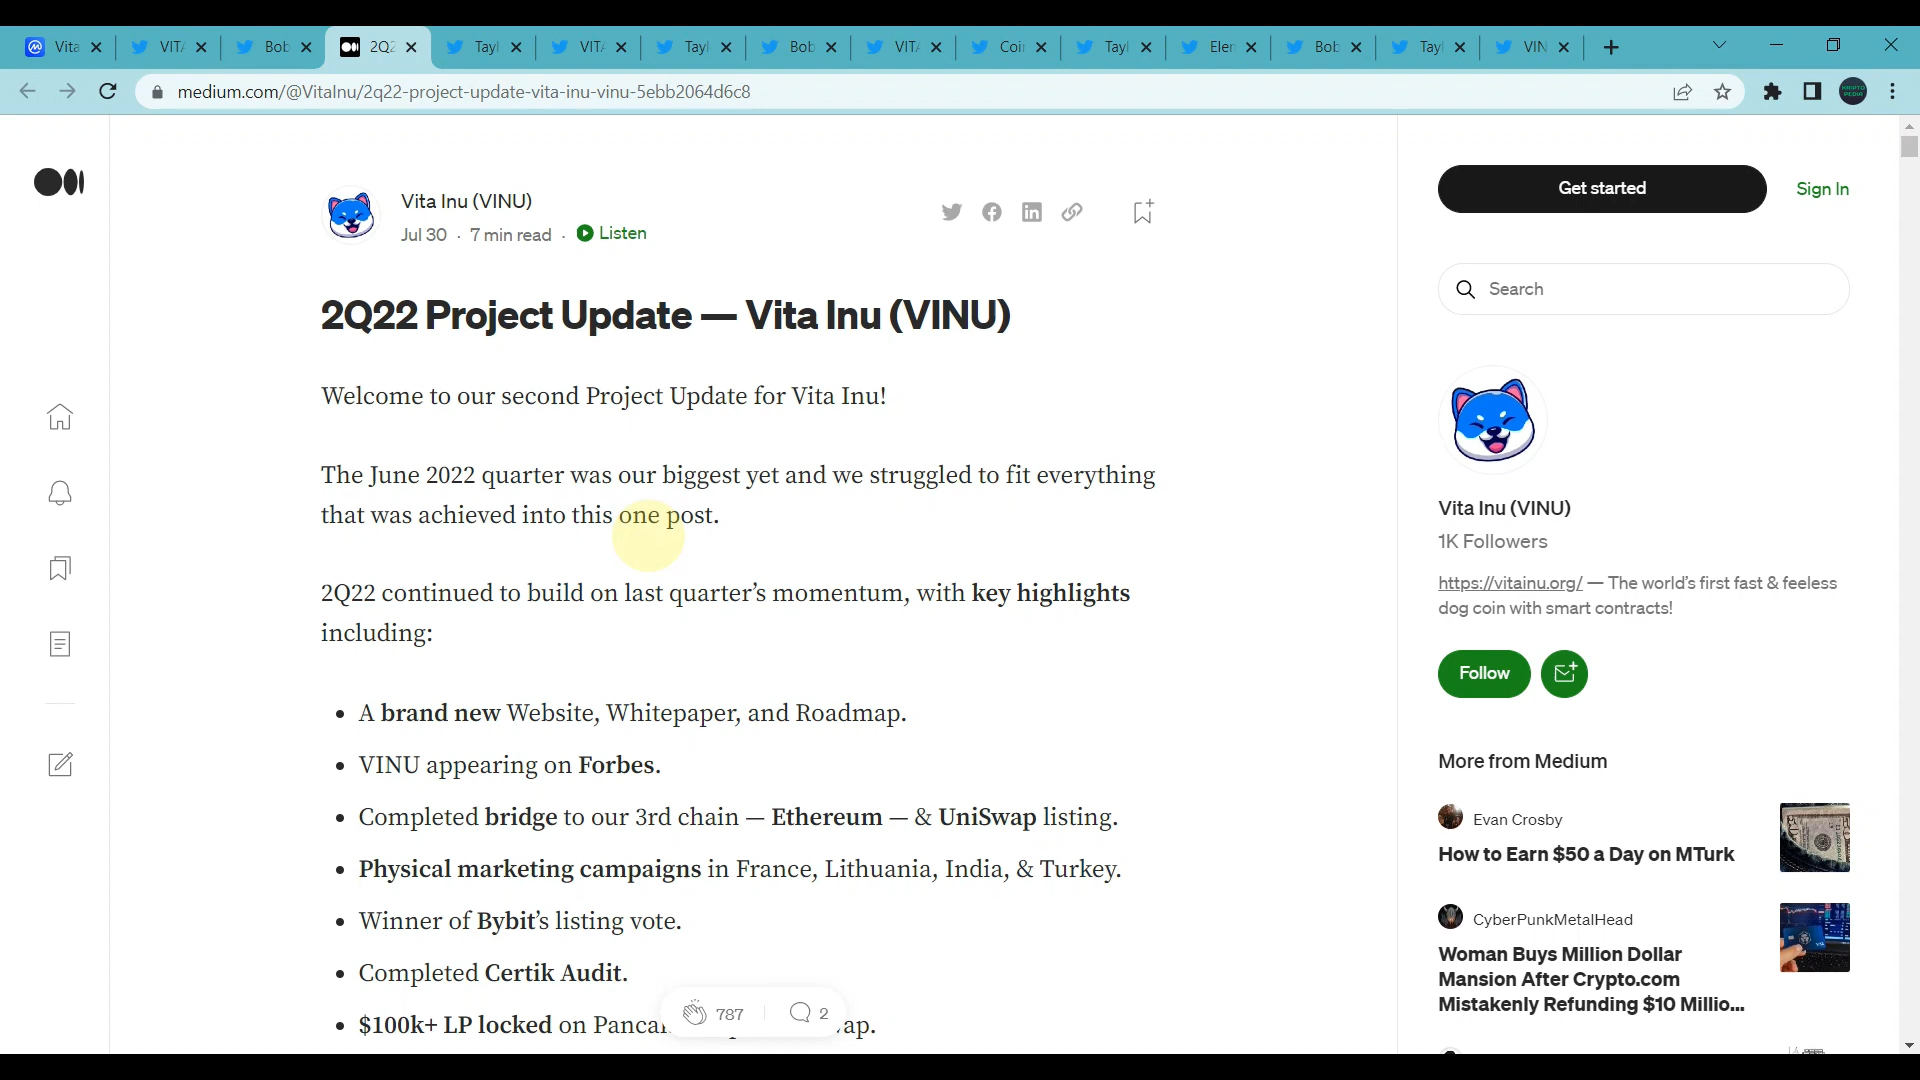 Vita
VITA
Bob
2Q2
Tayl
VITA
Tayl
Bob
VITA
Coin
Tayl
Elen
Bob
Tayl
VIN
medium.com/@VitaInu/2q22-project-update-vita-inu-vinu-5ebb2064d6c8
Vita Inu (VINU)
Jul 30 · 7 min read · Listen
Get started
Sign In
Search
2Q22 Project Update — Vita Inu (VINU)
Welcome to our second Project Update for Vita Inu!
The June 2022 quarter was our biggest yet and we struggled to fit everything
that was achieved into this one post.
2Q22 continued to build on last quarter’s momentum, with key highlights
including:
• A brand new Website, Whitepaper, and Roadmap.
• VINU appearing on Forbes.
• Completed bridge to our 3rd chain — Ethereum — & UniSwap listing.
• Physical marketing campaigns in France, Lithuania, India, & Turkey.
• Winner of Bybit’s listing vote.
• Completed Certik Audit.
• $100k+ LP locked on Panca
ap.
787
2
Vita Inu (VINU)
1K Followers
https://vitainu.org/ — The world’s first fast & feeless
dog coin with smart contracts!
Follow
More from Medium
Evan Crosby
How to Earn $50 a Day on MTurk
CyberPunkMetalHead
Woman Buys Million Dollar
Mansion After Crypto.com
Mistakenly Refunding $10 Millio...